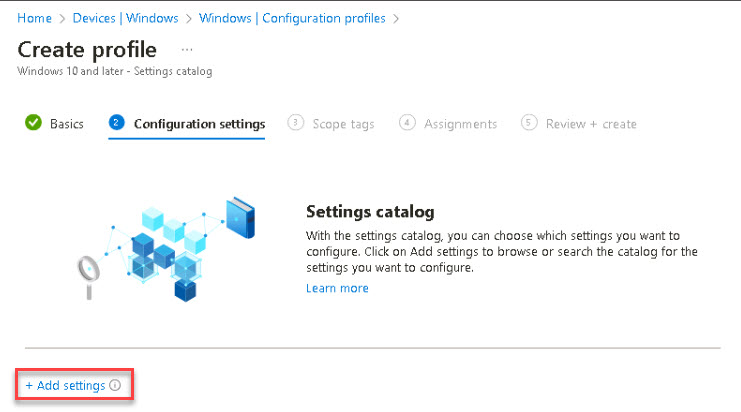 Home > Devices | Windows > Windows | Configuration profiles >
Create profile ...
Windows 10 and later - Settings catalog
Basics 2 Configuration settings 3 Scope tags 4 Assignments 5 Review + create
Settings catalog
With the settings catalog, you can choose which settings you want to
configure. Click on Add settings to browse or search the catalog for the
settings you want to configure.
Learn more
+ Add settings